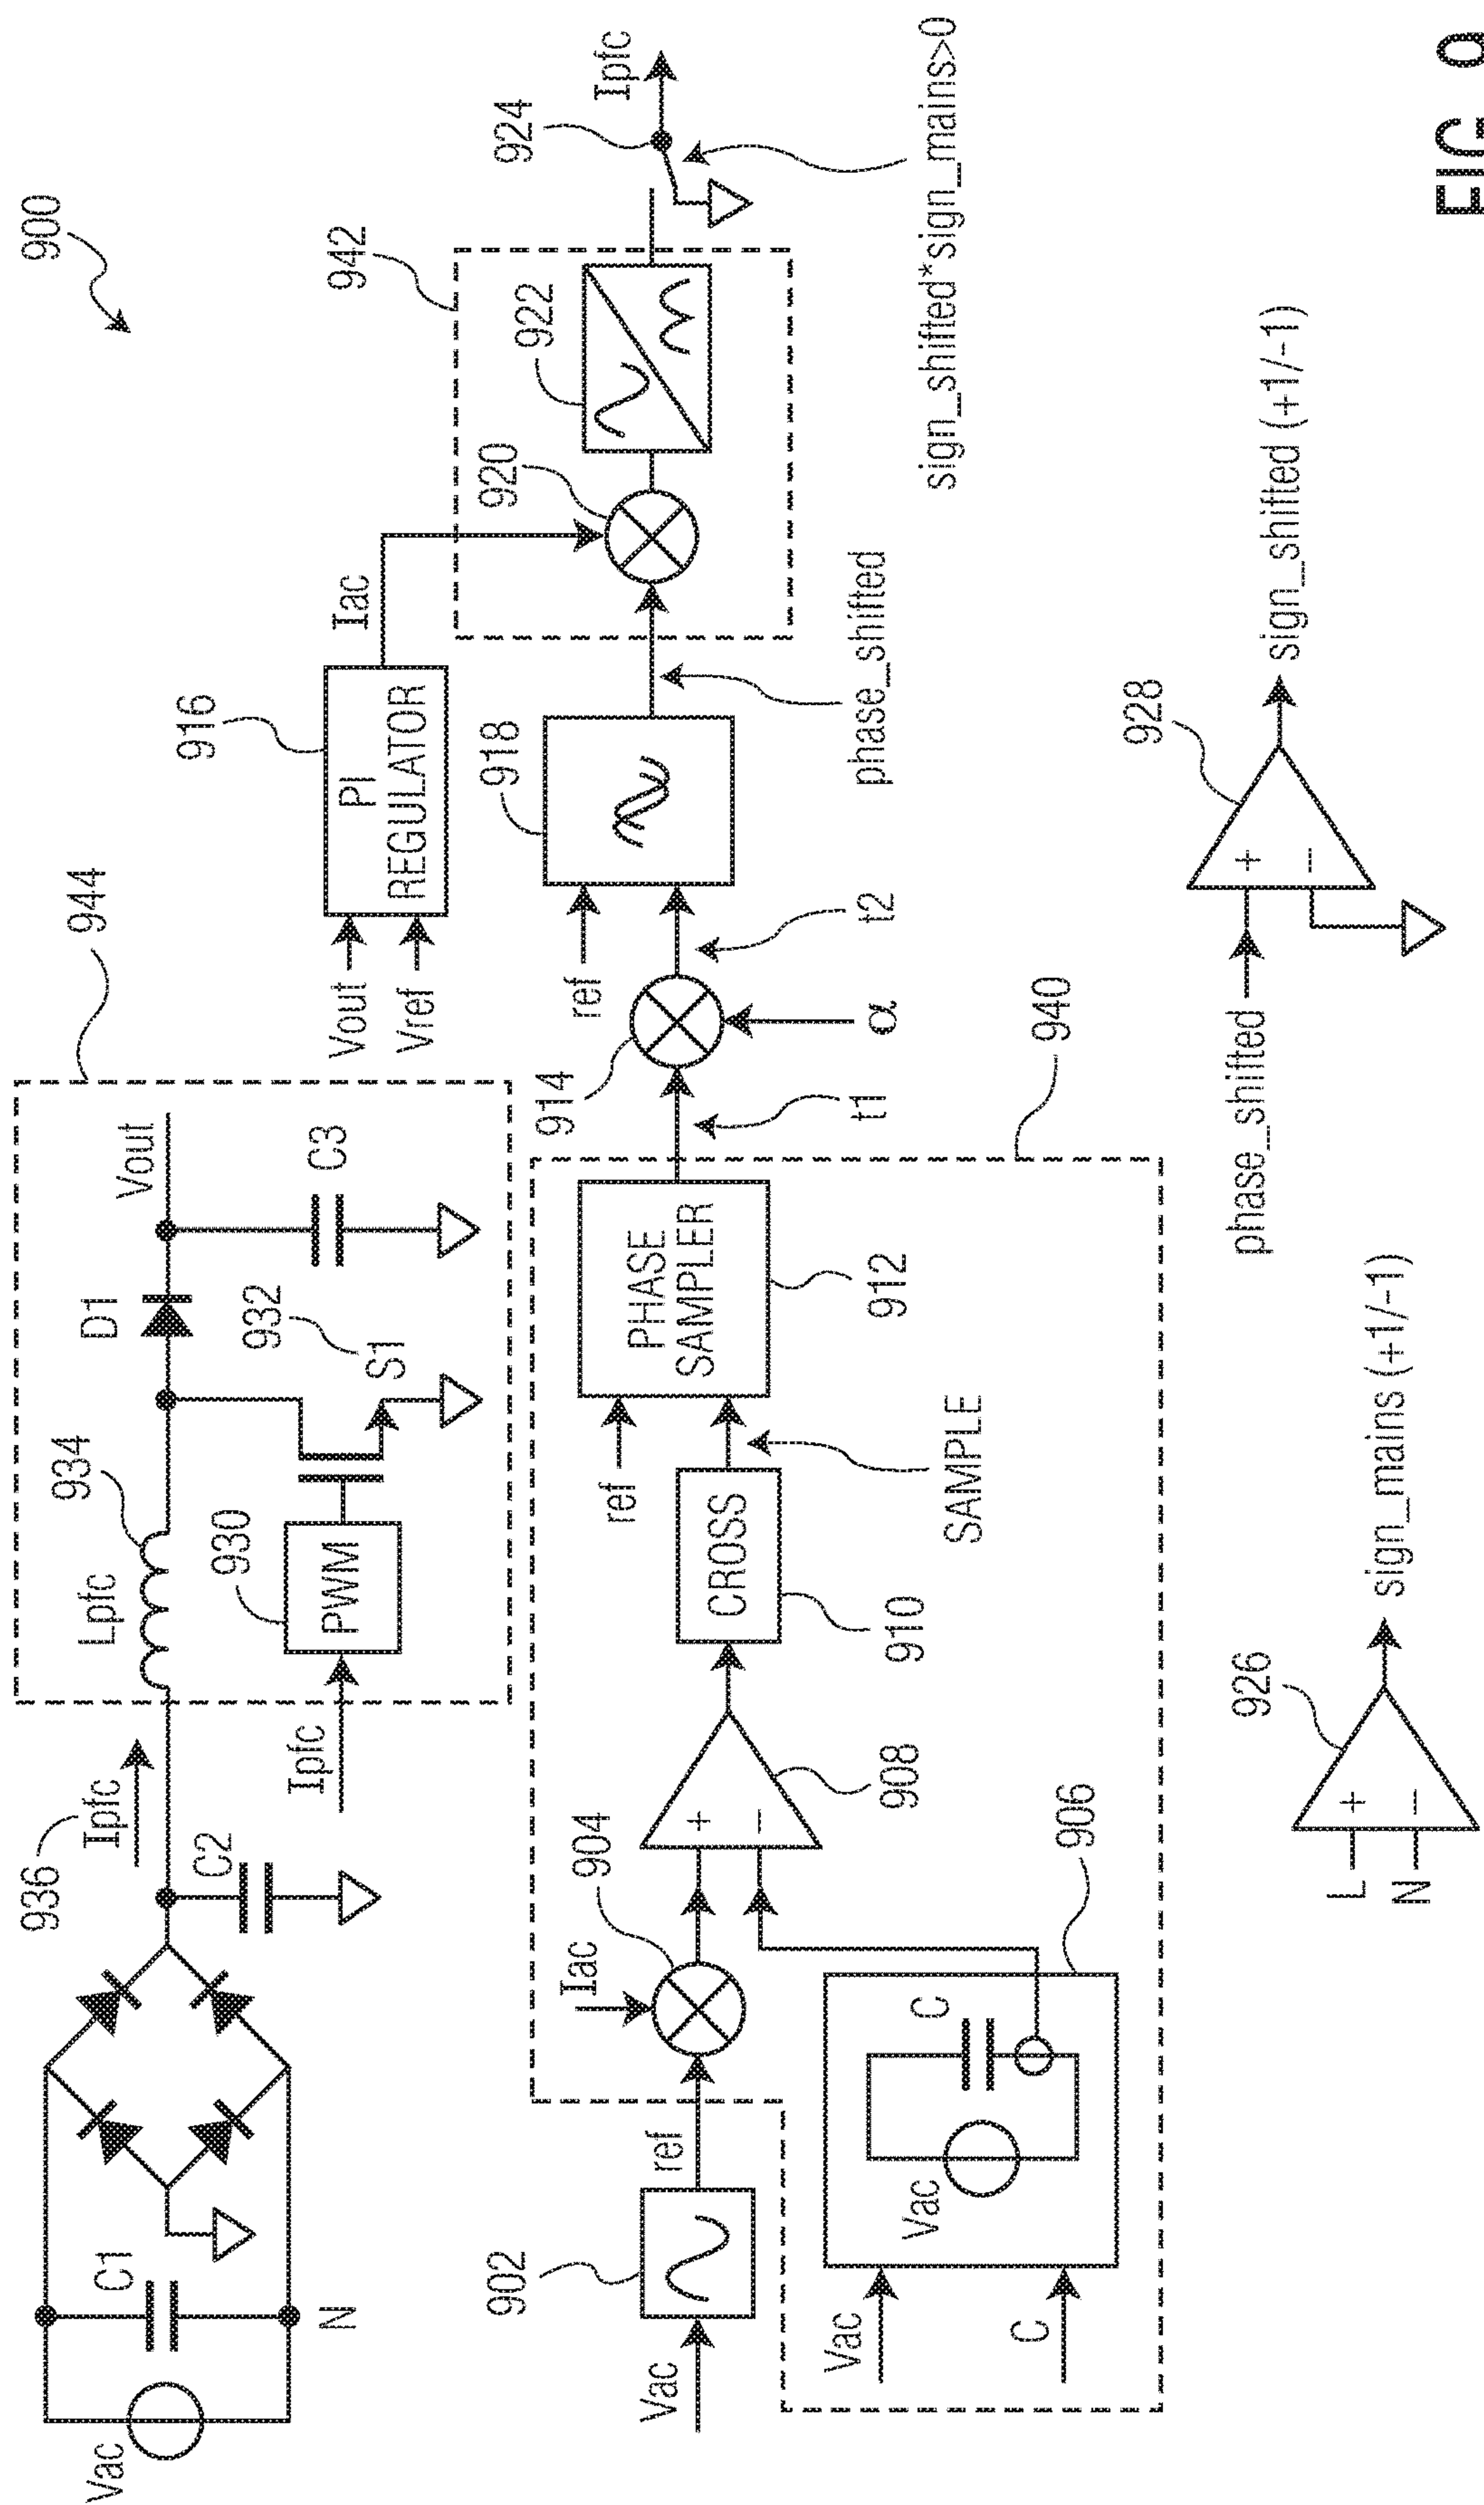 900
944
Vac
C1
N
936
Ipfc
C2
Lpfc
934
D1
Vout
C3
932
S1
930
PWM
Ipfc
916
PI
REGULATOR
Vout
Vref
Iac
942
920
922
924
Ipfc
sign_shifted*sign_mains>0
902
Vac
ref
Iac
904
+
−
908
910
CROSS
SAMPLE
ref
PHASE
SAMPLER
912
t1
914
α
t2
ref
918
phase_shifted
940
906
Vac
C
Vac
C
926
L
N
+
−
sign_mains (+1/−1)
928
phase_shifted
+
−
sign_shifted (+1/−1)
FIG. 9